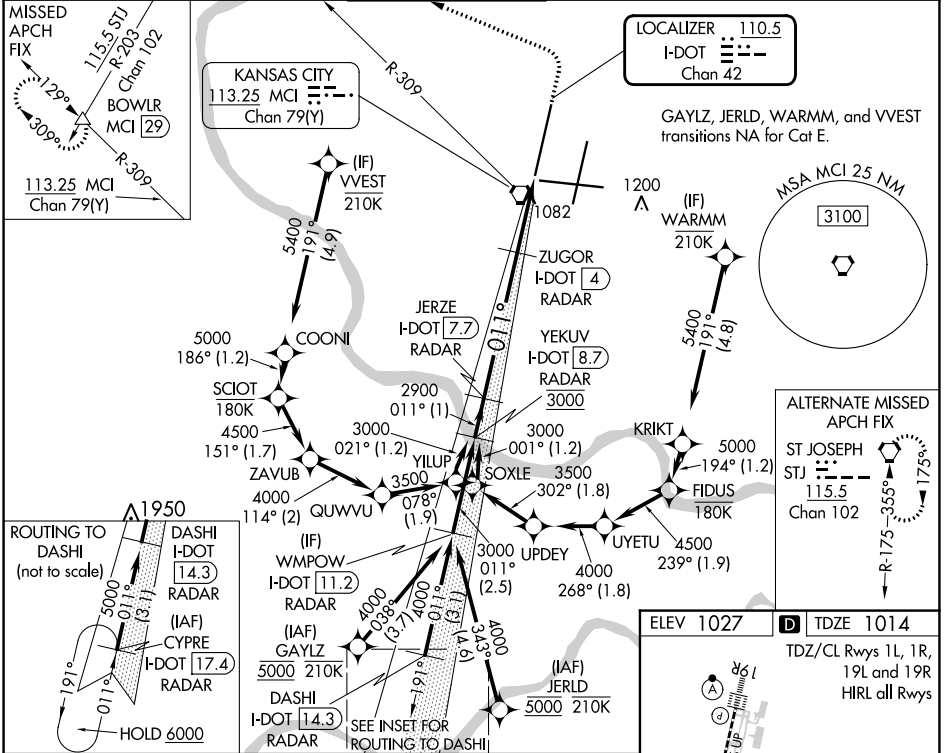 MISSED
APCH
FIX
115.5 STJ
R-203
Chan 102
129°
309°
BOWLR
MCI 29
R-309
113.25 MCI
Chan 79(Y)
R-309
KANSAS CITY
113.25 MCI
Chan 79(Y)
LOCALIZER 110.5
I-DOT
Chan 42
GAYLZ, JERLD, WARMM, and VVEST
transitions NA for Cat E.
MSA MCI 25 NM
3100
(IF)
VVEST
210K
5400
191°
(4.9)
1082
1200
(IF)
WARMM
210K
5400
191°
(4.8)
ZUGOR
I-DOT 4
RADAR
JERZE
I-DOT 7.7
RADAR
011°
YEKUV
I-DOT 8.7
RADAR
3000
COONI
5000
186° (1.2)
SCIOT
180K
4500
151° (1.7)
ZAVUB
4000
114° (2)
QUWVU
2900
011° (1)
3000
021° (1.2)
YILUP
3500
078°
(1.9)
3000
001° (1.2)
SOXLE
3500
302° (1.8)
UPDEY
4000
268° (1.8)
UYETU
4500
239° (1.9)
KRIKT
5000
194° (1.2)
FIDUS
180K
ALTERNATE MISSED
APCH FIX
ST JOSEPH
STJ
115.5
Chan 102
175°
R-175
355°
1950
ROUTING TO
DASHI
(not to scale)
DASHI
I-DOT
14.3
RADAR
5000
011°
(3.1)
(IAF)
CYPRE
I-DOT 17.4
RADAR
191°
011°
HOLD 6000
(IF)
WMPOW
I-DOT 11.2
RADAR
3000
011°
(2.5)
4000
038°
(3.7)
4000
011°
(3.1)
4000
343°
(4.6)
(IAF)
GAYLZ
5000 210K
DASHI
I-DOT 14.3
RADAR
191°
SEE INSET FOR
ROUTING TO DASHI
(IAF)
JERLD
5000 210K
ELEV 1027
D
TDZE 1014
TDZ/CL Rwys 1L, 1R,
19L and 19R
HIRL all Rwys
19R
A
P
UP